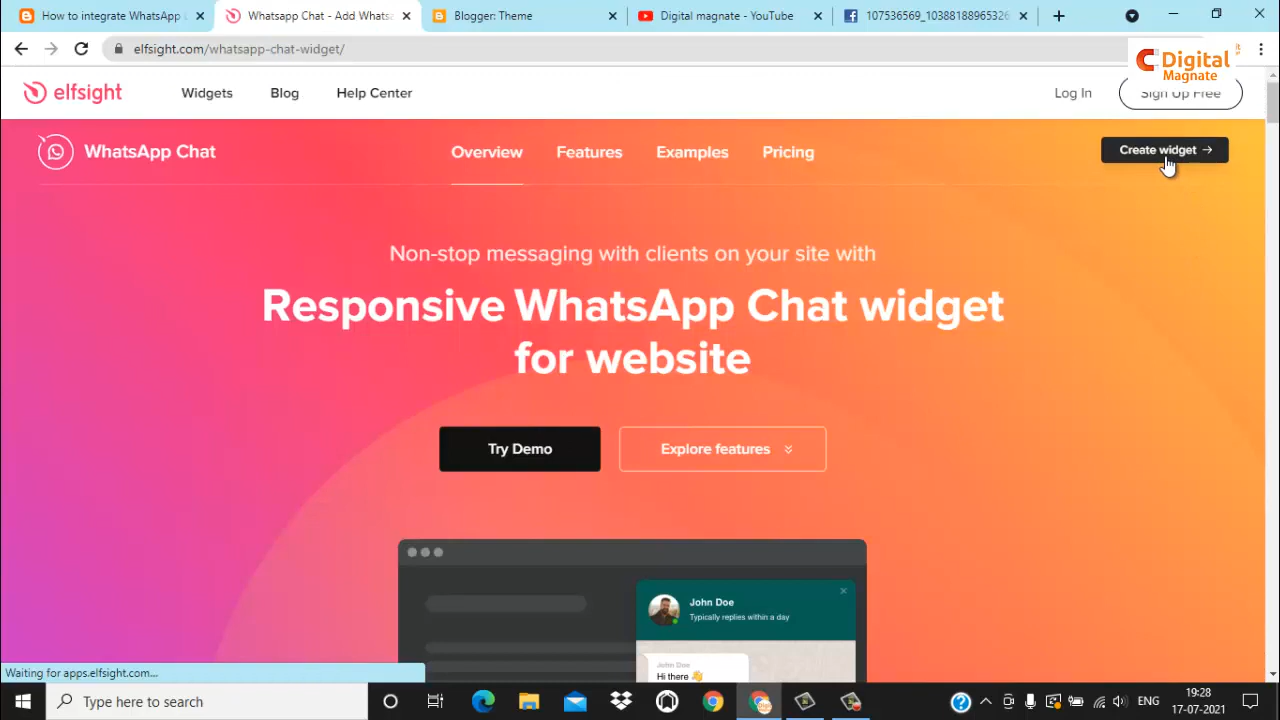 How to integrate WhatsApp
Whatsapp Chat - Add Whatsa
Blogger: Theme
Digital magnate - YouTube
107536569_10388188965326
elfsight.com/whatsapp-chat-widget/
Digital
Magnate
elfsight
Widgets
Blog
Help Center
Log In
Sign Up Free
WhatsApp Chat
Overview
Features
Examples
Pricing
Create widget →
Non-stop messaging with clients on your site with
Responsive WhatsApp Chat widget
for website
Try Demo
Explore features
John Doe
Typically replies within a day
John Doe
Hi there 👋
Waiting for apps.elfsight.com...
Type here to search
ENG
19:28
17-07-2021